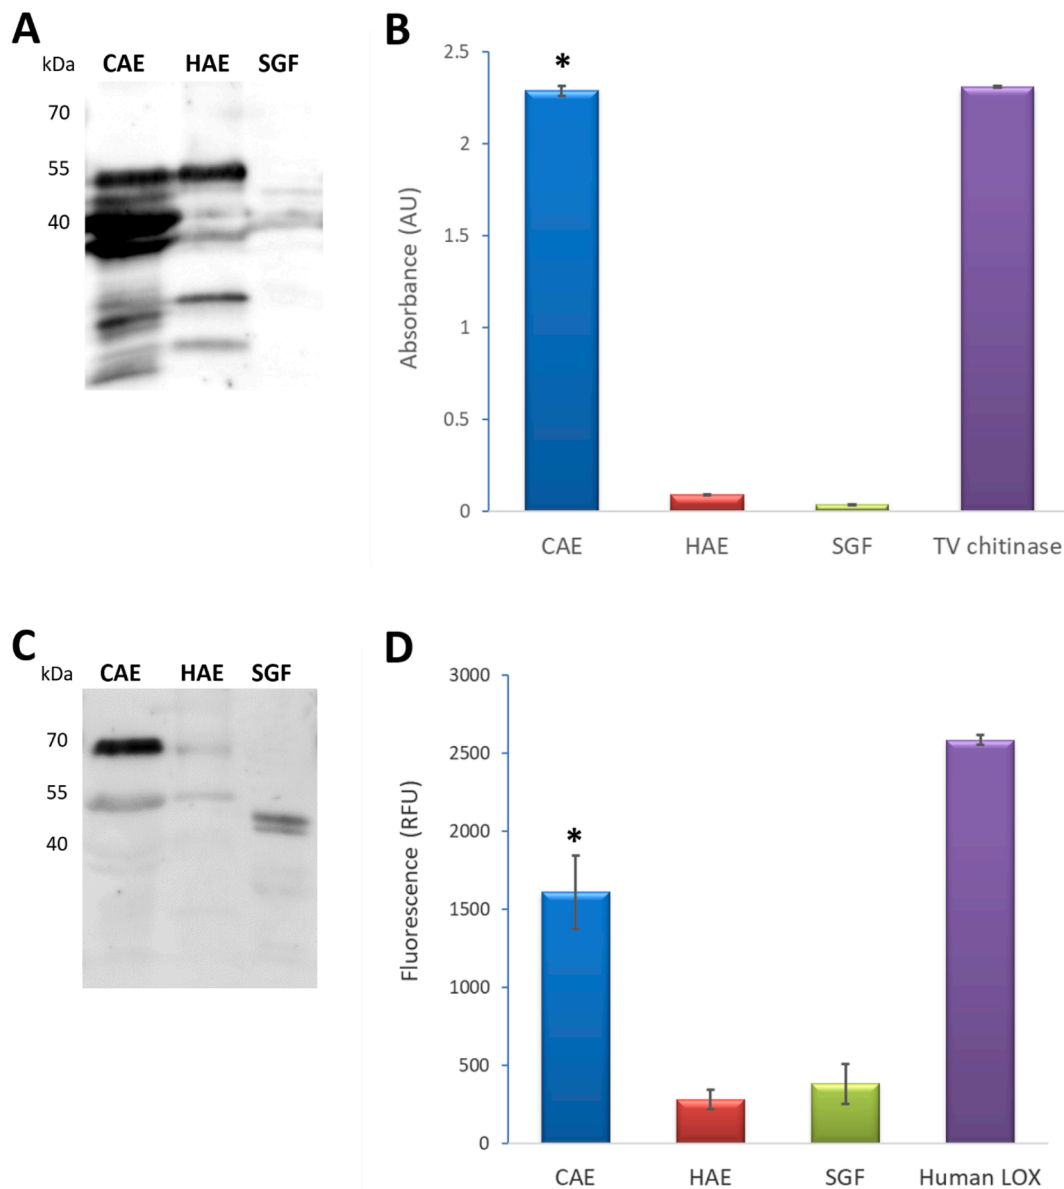 A
kDa CAE HAE SGF
70
55
40
B
Absorbance (AU)
2.5
2
1.5
1
0.5
0
*
CAE HAE SGF TV chitinase
C
kDa CAE HAE SGF
70
55
40
D
Fluorescence (RFU)
3000
2500
2000
1500
1000
500
0
*
CAE HAE SGF Human LOX